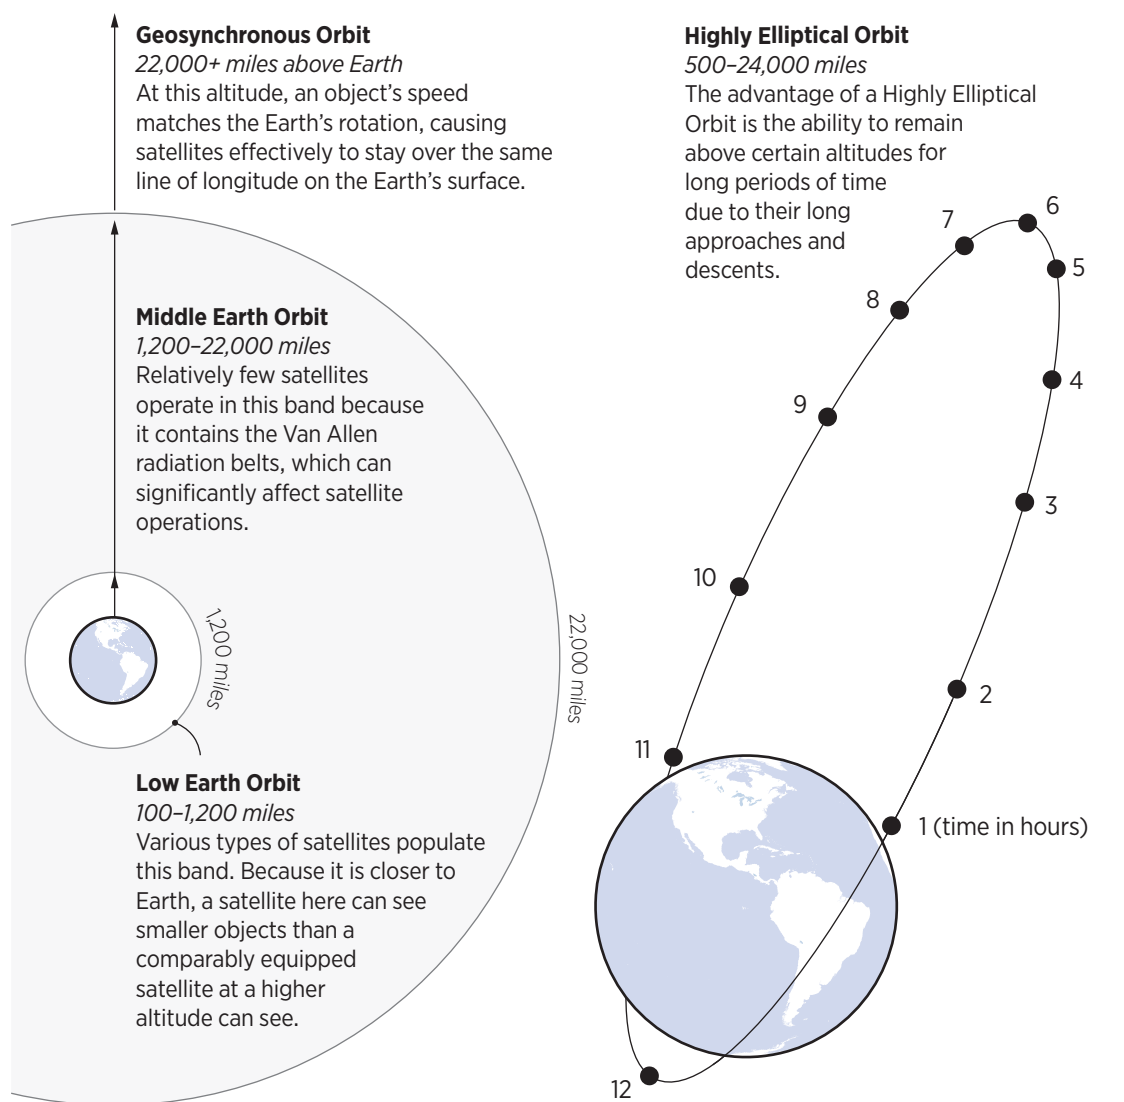 Geosynchronous Orbit
22,000+ miles above Earth
At this altitude, an object’s speed
matches the Earth’s rotation, causing
satellites effectively to stay over the same
line of longitude on the Earth’s surface.
Middle Earth Orbit
1,200–22,000 miles
Relatively few satellites
operate in this band because
it contains the Van Allen
radiation belts, which can
significantly affect satellite
operations.
1,200 miles
22,000 miles
Low Earth Orbit
100–1,200 miles
Various types of satellites populate
this band. Because it is closer to
Earth, a satellite here can see
smaller objects than a
comparably equipped
satellite at a higher
altitude can see.
Highly Elliptical Orbit
500–24,000 miles
The advantage of a Highly Elliptical
Orbit is the ability to remain
above certain altitudes for
long periods of time
due to their long
approaches and
descents.
6
7
5
8
4
9
3
10
2
11
1 (time in hours)
12